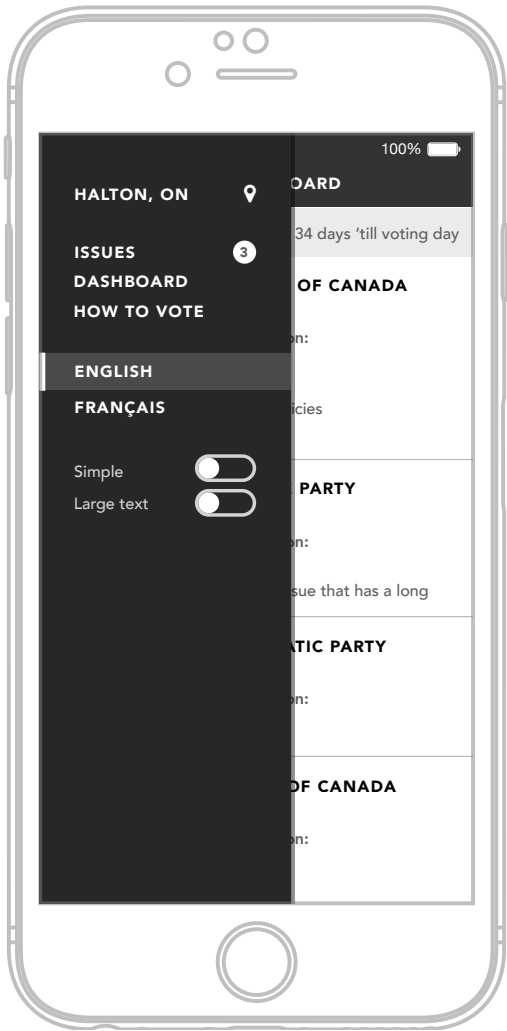 HALTON, ON
ISSUES 3
DASHBOARD
HOW TO VOTE
ENGLISH
FRANÇAIS
Simple
Large text
100%
OARD
34 days ‘till voting day
OF CANADA
on:
icies
PARTY
on:
sue that has a long
ATIC PARTY
on:
OF CANADA
on: